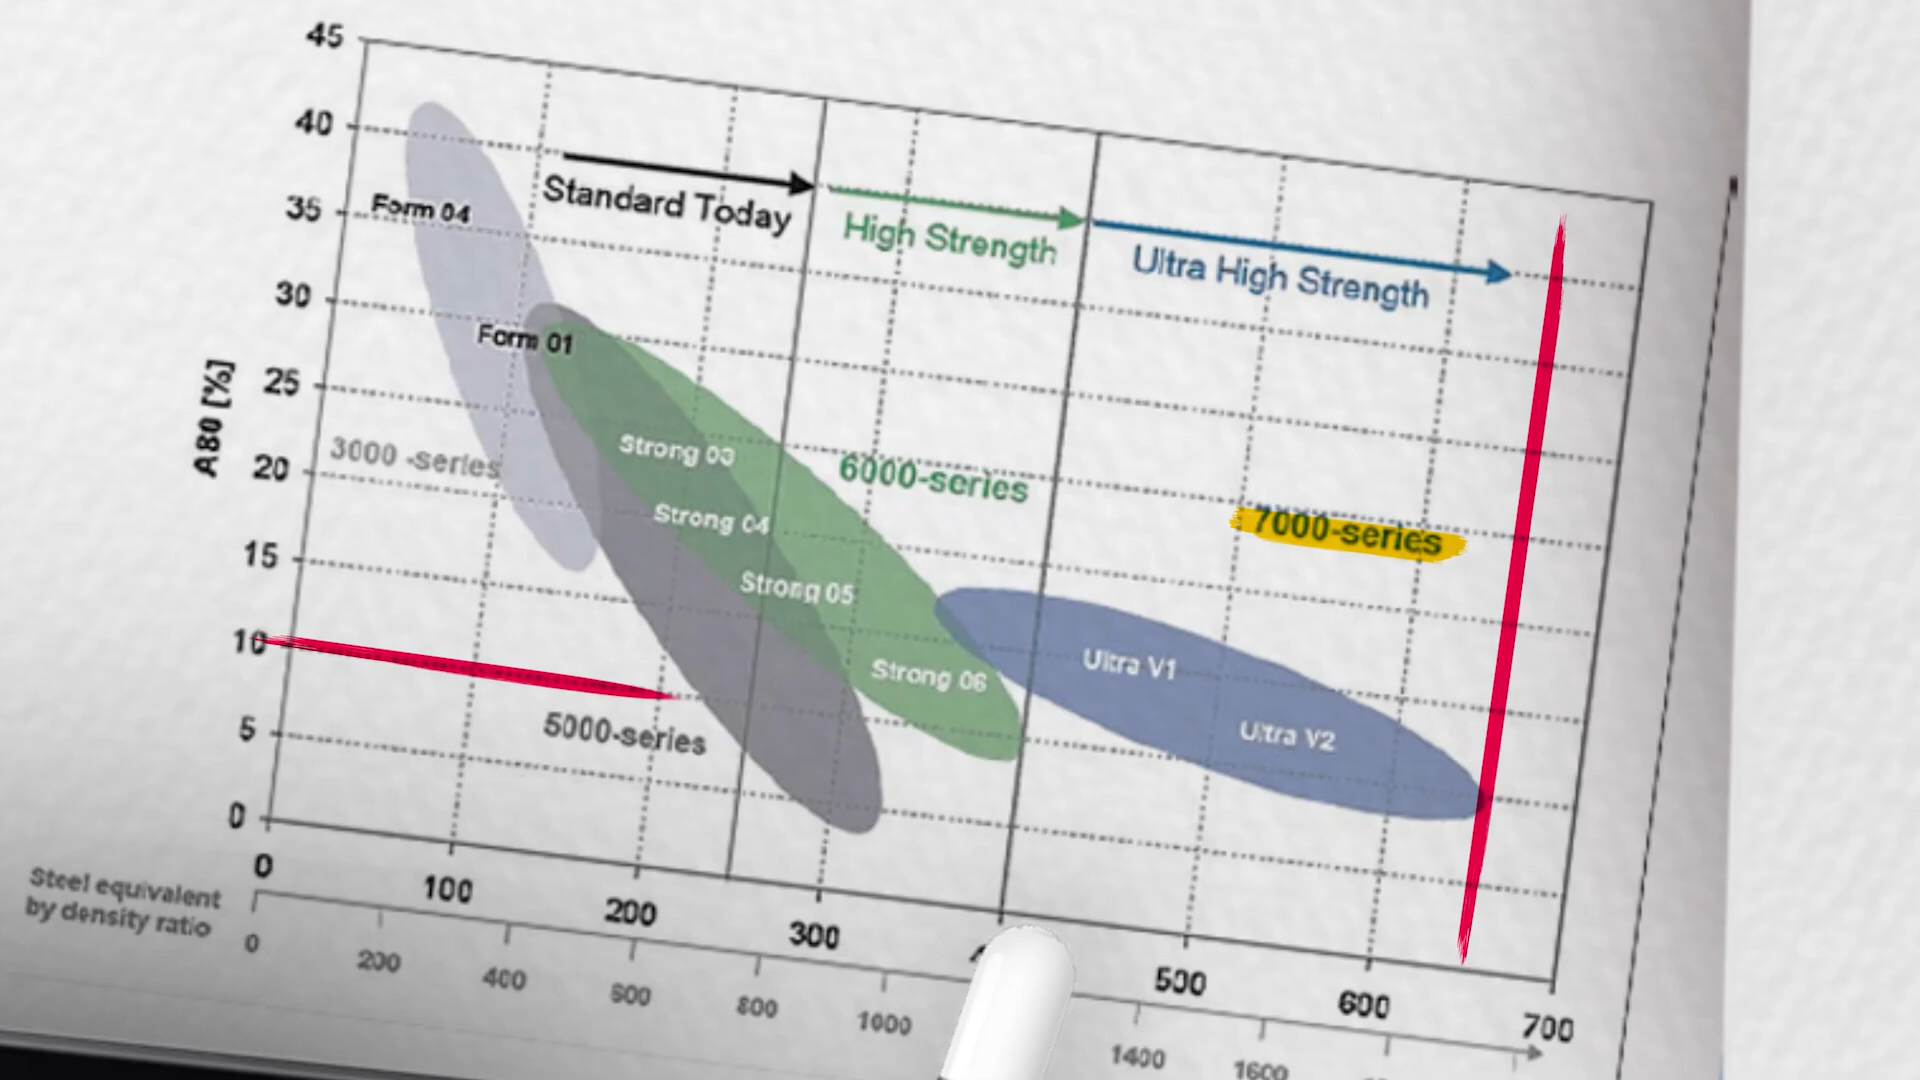 45
40
35
30
25
20
15
10
5
0
A80 [%]
Form 04
Standard Today
High Strength
Ultra High Strength
Form 01
3000 -series
Strong 03
6000-series
Strong 04
7000-series
Strong 05
Strong 06
Ultra V1
5000-series
Ultra V2
0
100
200
300
500
600
700
Steel equivalent
by density ratio
0
200
400
600
800
1000
1400
1600